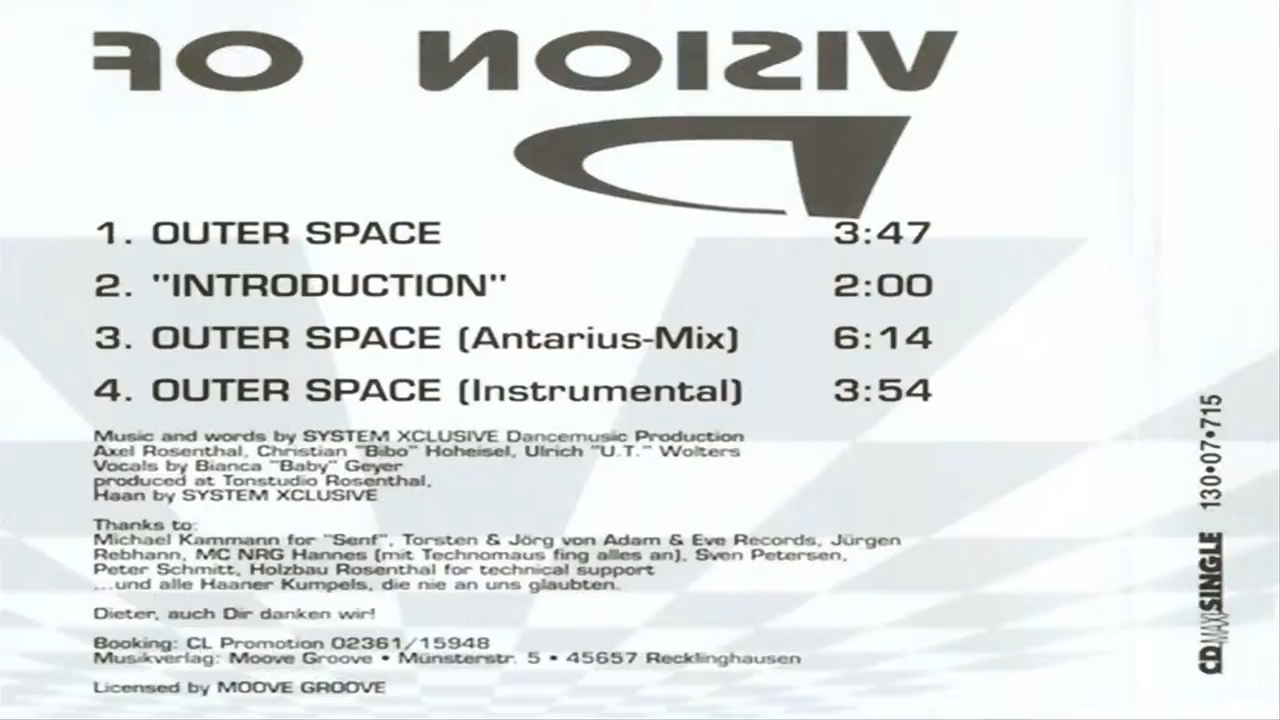 VISION OF
D
1. OUTER SPACE 3:47
2. "INTRODUCTION" 2:00
3. OUTER SPACE (Antarius-Mix) 6:14
4. OUTER SPACE (Instrumental) 3:54
Music and words by SYSTEM XCLUSIVE Dancemusic Production
Axel Rosenthal, Christian "Bibo" Hoheisel, Ulrich "U.T." Wolters
Vocals by Bianca "Baby" Geyer
produced at Tonstudio Rosenthal,
Haan by SYSTEM XCLUSIVE
Thanks to:
Michael Kammann for "Senf", Torsten & Jörg von Adam & Eve Records, Jürgen
Rebhann, MC NRG Hannes (mit Technomaus fing alles an), Sven Petersen,
Peter Schmitt, Holzbau Rosenthal for technical support
...und alle Haaner Kumpels, die nie an uns glaubten.
Dieter, auch Dir danken wir!
Booking: CL Promotion 02361/15948
Musikverlag: Moove Groove • Münsterstr. 5 • 45657 Recklinghausen
Licensed by MOOVE GROOVE
CD MAXI SINGLE 130•07•715